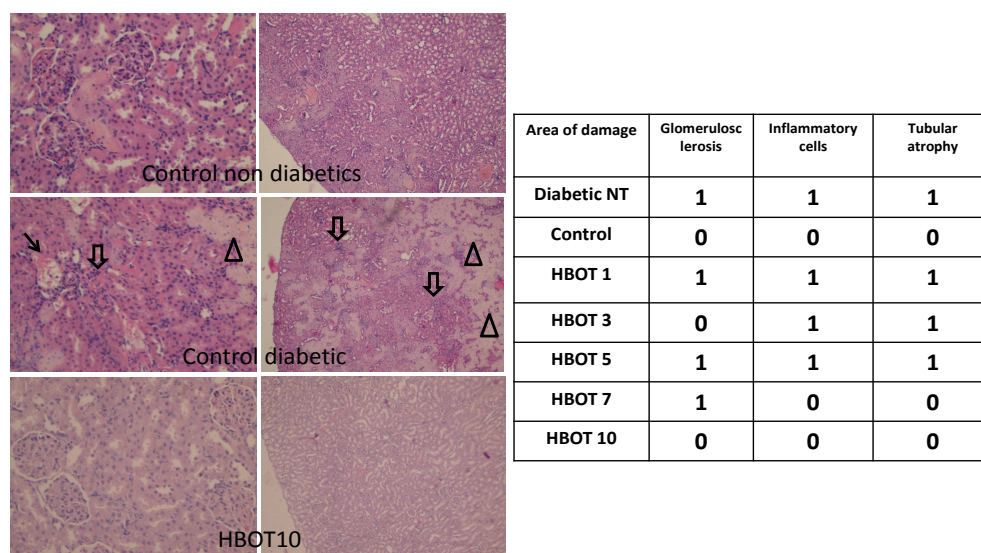 Control non diabetics
Control diabetic
HBOT10
Area of damage Glomerulosc Inflammatory Tubular
lerosis cells atrophy
Diabetic NT 1 1 1
Control 0 0 0
HBOT 1 1 1 1
HBOT 3 0 1 1
HBOT 5 1 1 1
HBOT 7 1 0 0
HBOT 10 0 0 0